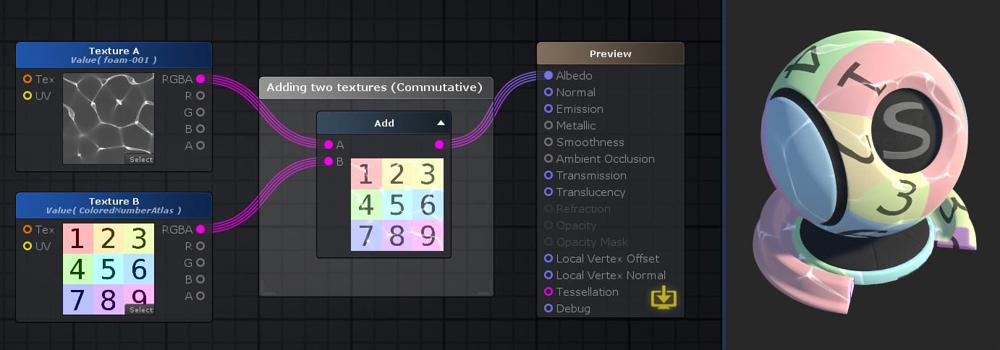 Texture A
Value( foam-001 )
Tex
RGBA
UV
R
G
B
A
Select
Texture B
Value( ColoredNumberAtlas )
Tex
RGBA
UV
R
G
B
A
1 2 3
4 5 6
7 8 9
Select
Adding two textures (Commutative)
Add
A
B
1 2 3
4 5 6
7 8 9
Preview
Albedo
Normal
Emission
Metallic
Smoothness
Ambient Occlusion
Transmission
Translucency
Refraction
Opacity
Opacity Mask
Local Vertex Offset
Local Vertex Normal
Tessellation
Debug
4
1
S
3